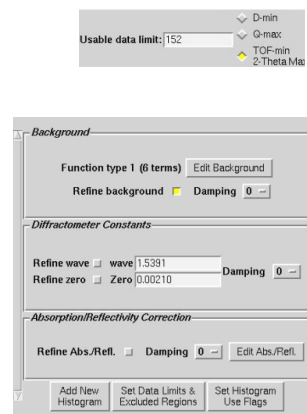 D-min
Usable data limit: 152
Q-max
TOF-min
2-Theta Ma
Background
Function type 1 (6 terms) Edit Background
Refine background Damping 0
Diffractometer Constants
Refine wave wave 1.5391
Damping 0
Refine zero Zero 0.00210
Absorption/Reflectivity Correction
Refine Abs./Refl. Damping 0 Edit Abs./Refl.
Add New Histogram
Set Data Limits & Excluded Regions
Set Histogram Use Flags